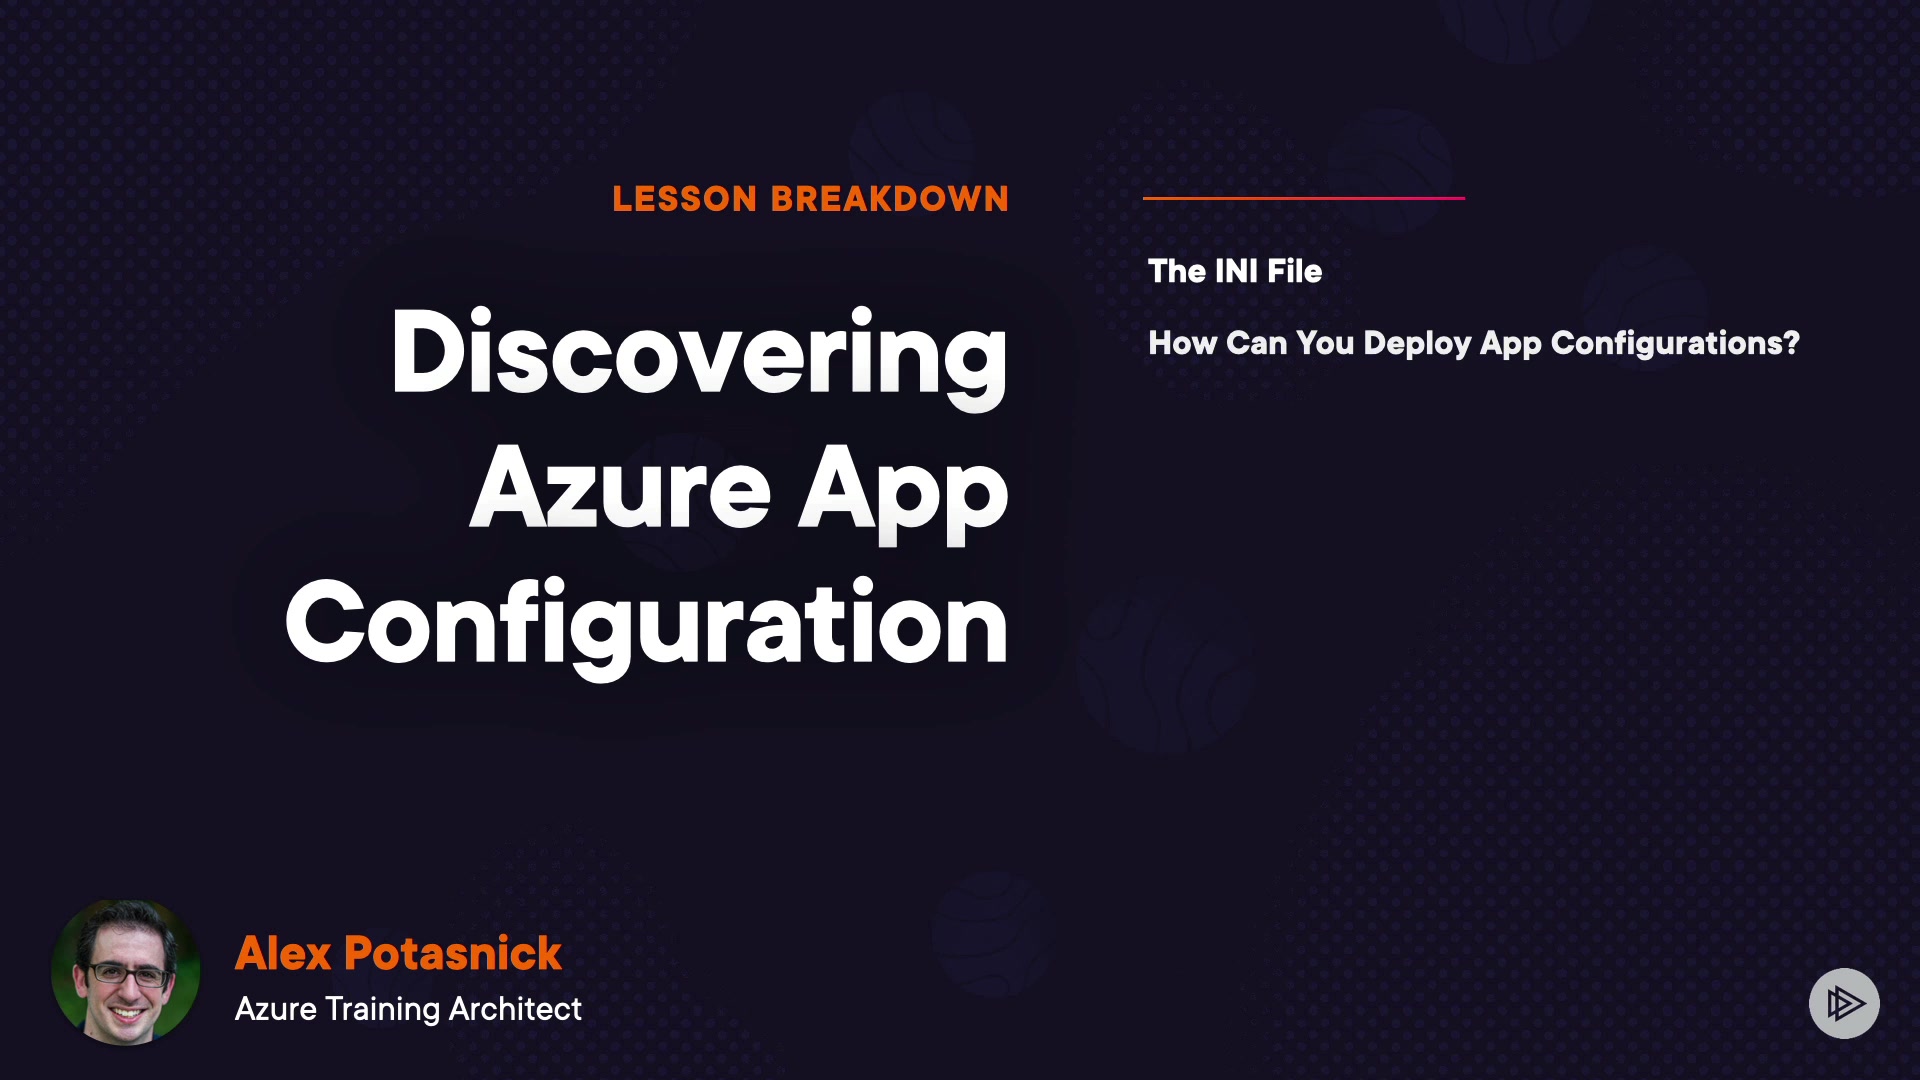 LESSON BREAKDOWN
Discovering
Azure App
Configuration
The INI File
How Can You Deploy App Configurations?
Alex Potasnick
Azure Training Architect